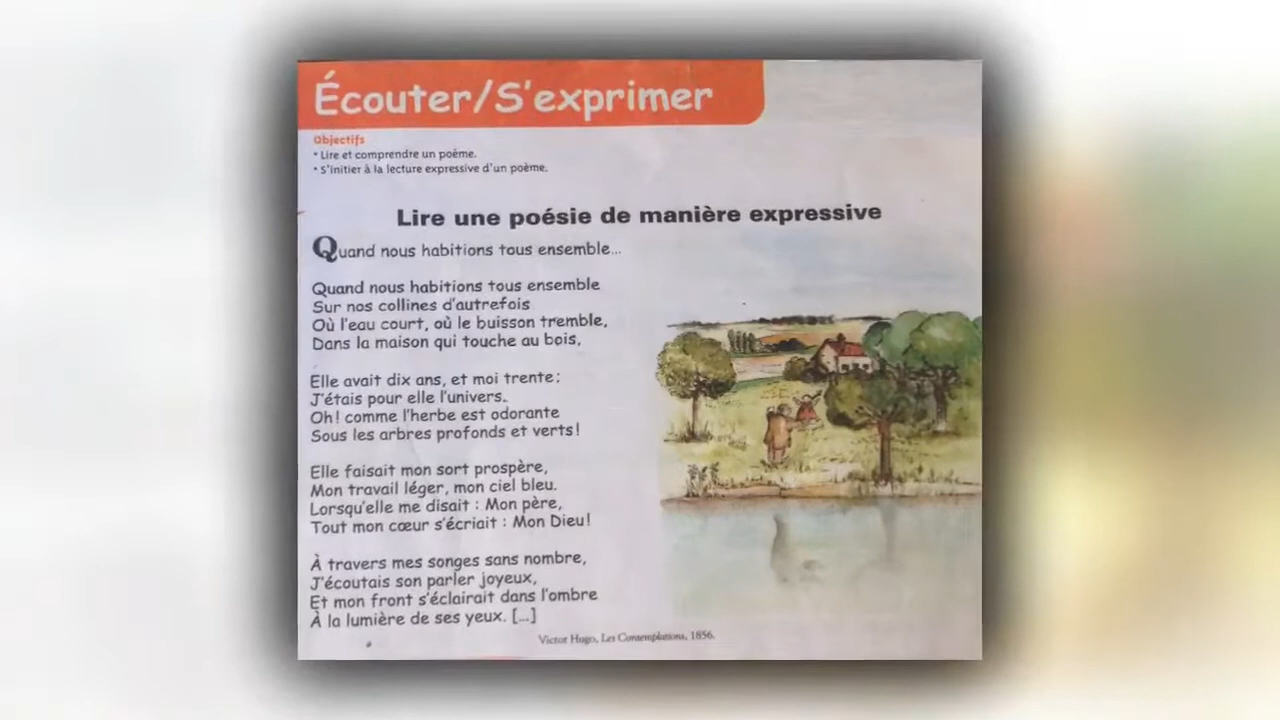 Écouter/S'exprimer
Objectifs
• Lire et comprendre un poème.
• S'initier à la lecture expressive d'un poème.
Lire une poésie de manière expressive
Quand nous habitions tous ensemble...
Quand nous habitions tous ensemble
Sur nos collines d'autrefois
Où l'eau court, où le buisson tremble,
Dans la maison qui touche au bois,
Elle avait dix ans, et moi trente:
J'étais pour elle l'univers.
Oh! comme l'herbe est odorante
Sous les arbres profonds et verts!
Elle faisait mon sort prospère,
Mon travail léger, mon ciel bleu.
Lorsqu'elle me disait : Mon père,
Tout mon cœur s'écriait : Mon Dieu!
À travers mes songes sans nombre,
J'écoutais son parler joyeux,
Et mon front s'éclairait dans l'ombre
À la lumière de ses yeux. [...]
Victor Hugo, Les Contemplations, 1856.